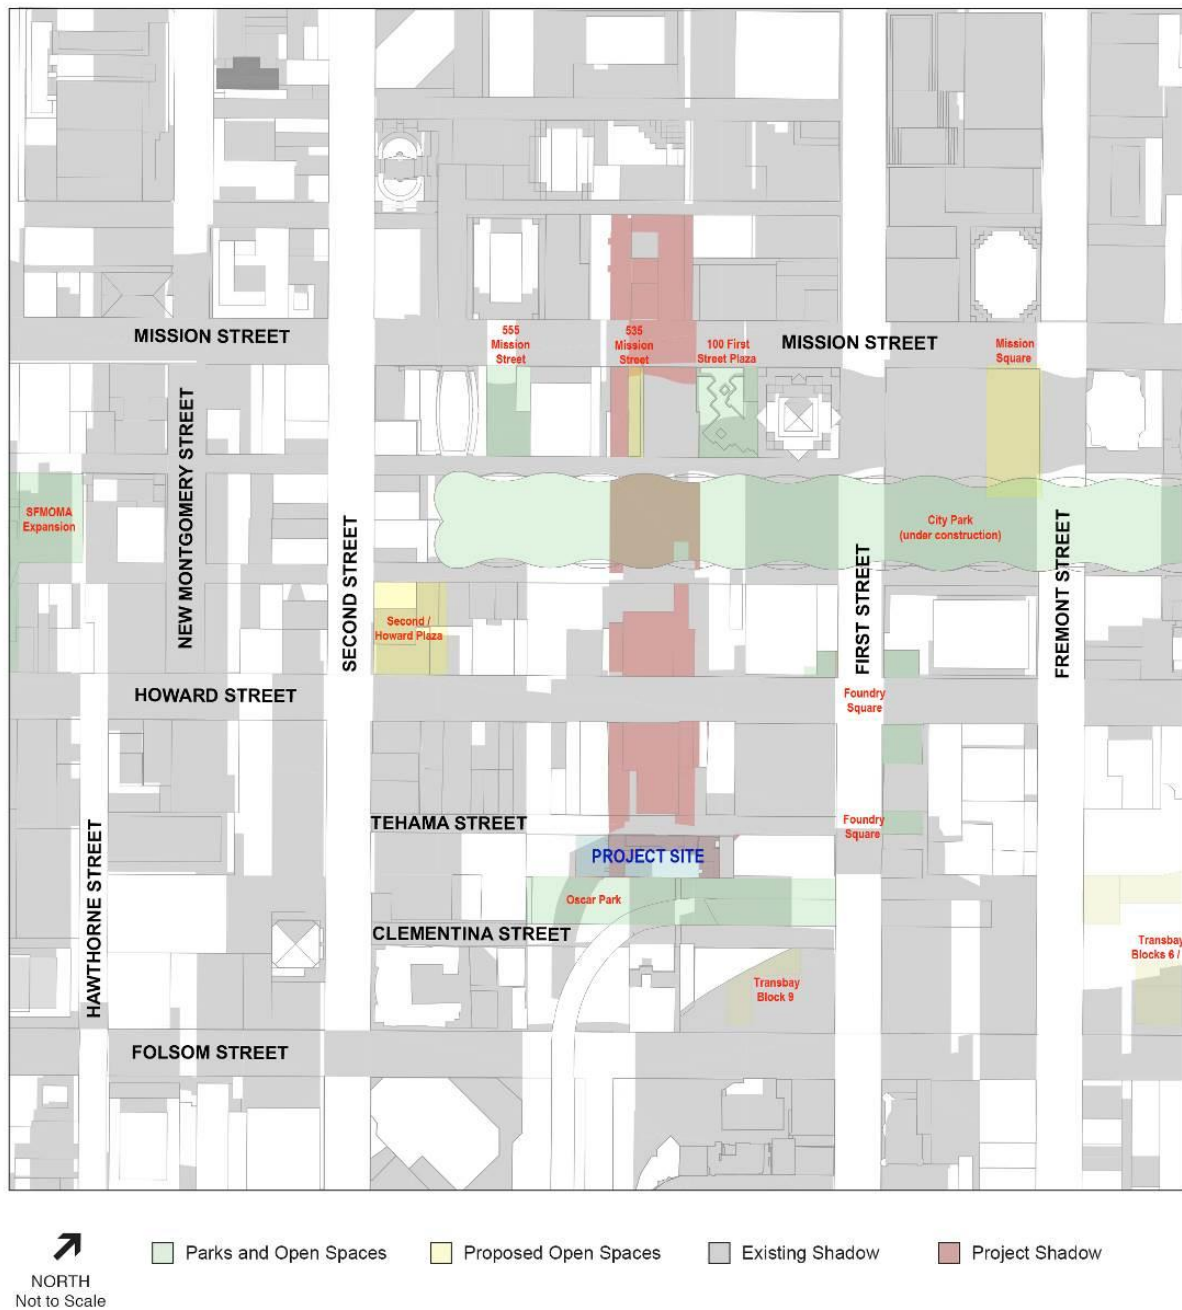 555
Mission
Street
535
Mission
Street
100 First
Street Plaza
MISSION STREET
MISSION STREET
Mission
Square
NEW MONTGOMERY STREET
SECOND STREET
FIRST STREET
FREMONT STREET
SFMOMA
Expansion
City Park
(under construction)
Second /
Howard Plaza
HOWARD STREET
Foundry
Square
TEHAMA STREET
Foundry
Square
PROJECT SITE
HAWTHORNE STREET
Oscar Park
CLEMENTINA STREET
Transbay
Blocks 6 /
Transbay
Block 9
FOLSOM STREET
NORTH
Not to Scale
Parks and Open Spaces
Proposed Open Spaces
Existing Shadow
Project Shadow